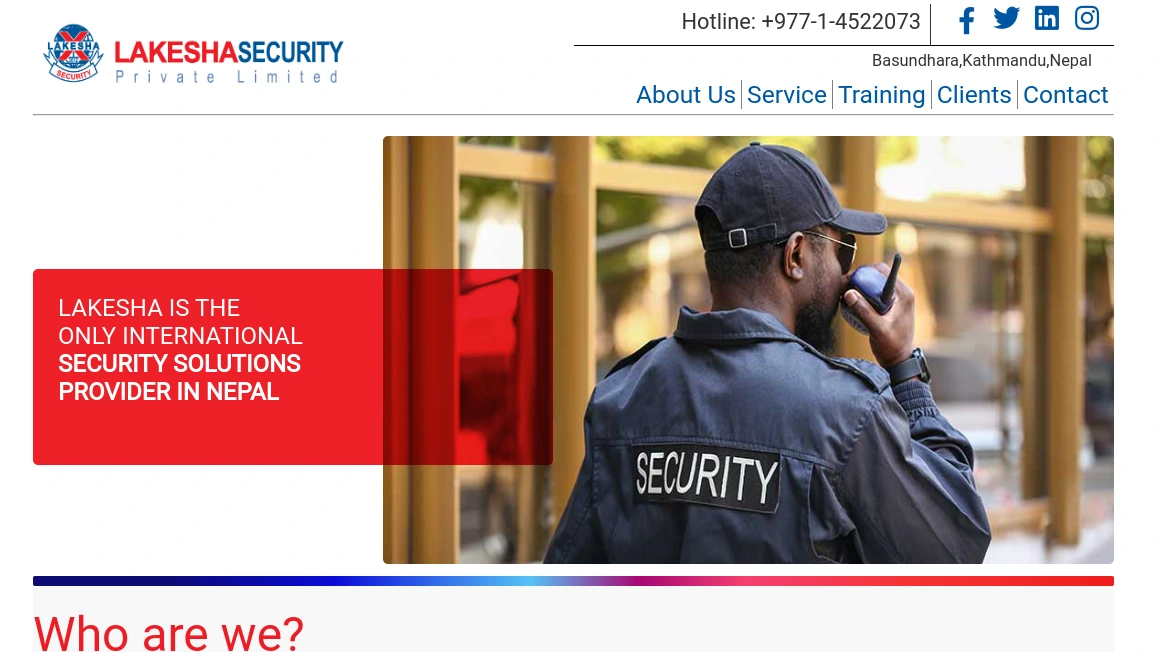 LAKESHA
SECURITY
LAKESHASECURITY
Private Limited
Hotline: +977-1-4522073
Basundhara,Kathmandu,Nepal
About Us
Service
Training
Clients
Contact
LAKESHA IS THE
ONLY INTERNATIONAL
SECURITY SOLUTIONS
PROVIDER IN NEPAL
SECURITY
Who are we?